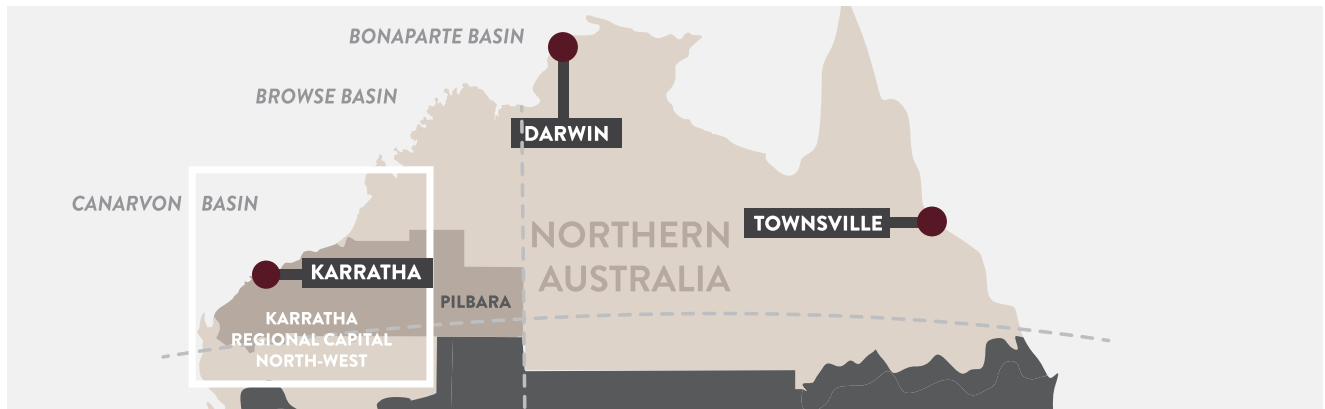 BONAPARTE BASIN
BROWSE BASIN
DARWIN
CANARVON BASIN
TOWNSVILLE
NORTHERN
AUSTRALIA
KARRATHA
PILBARA
KARRATHA
REGIONAL CAPITAL
NORTH-WEST